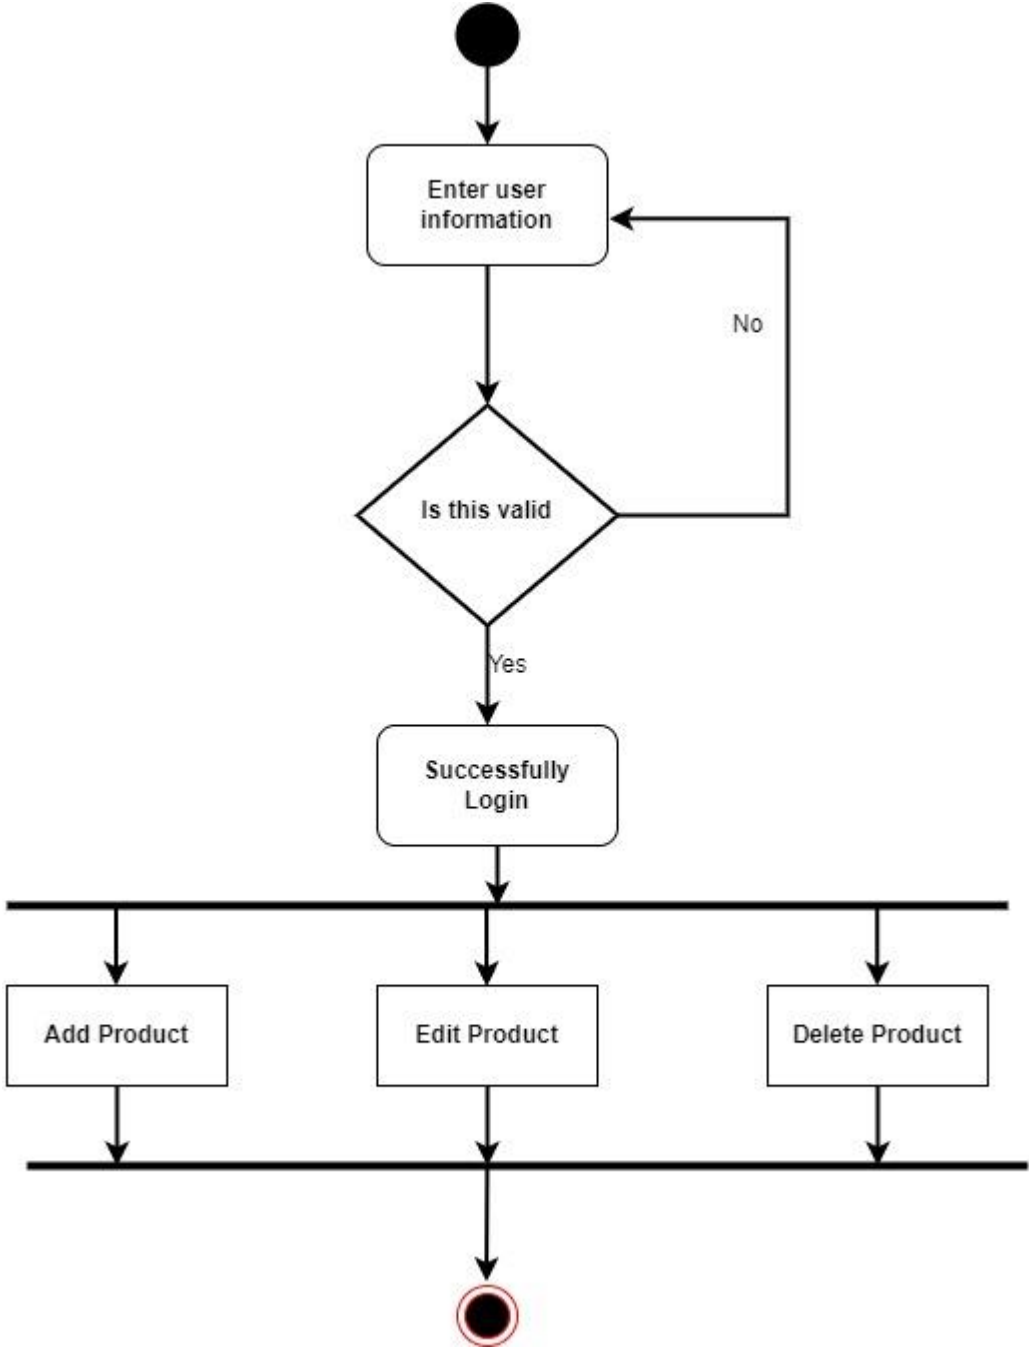 Enter user
information
No
Is this valid
Yes
Successfully
Login
Add Product
Edit Product
Delete Product